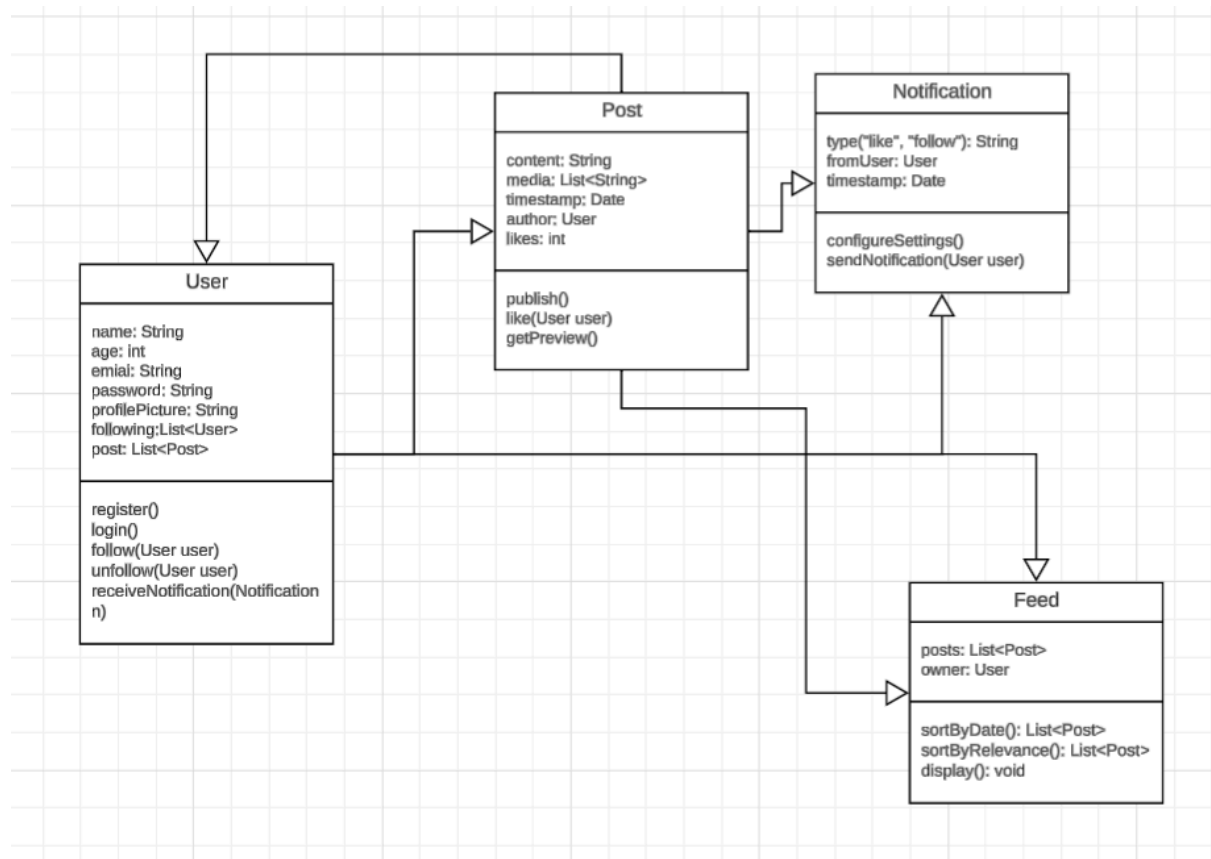 Post
content: String
media: List<String>
timestamp: Date
author: User
likes: int
publish()
like(User user)
getPreview()
Notification
type("like", "follow"): String
fromUser: User
timestamp: Date
configureSettings()
sendNotification(User user)
User
name: String
age: int
emial: String
password: String
profilePicture: String
following:List<User>
post: List<Post>
register()
login()
follow(User user)
unfollow(User user)
receiveNotification(Notification
n)
Feed
posts: List<Post>
owner: User
sortByDate(): List<Post>
sortByRelevance(): List<Post>
display(): void